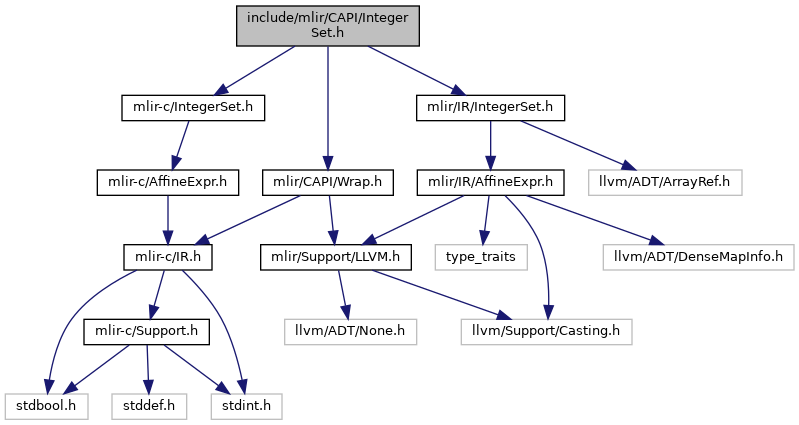 include/mlir/CAPI/Integer
Set.h
mlir-c/IntegerSet.h
mlir/IR/IntegerSet.h
mlir-c/AffineExpr.h
mlir/CAPI/Wrap.h
mlir/IR/AffineExpr.h
llvm/ADT/ArrayRef.h
mlir-c/IR.h
mlir/Support/LLVM.h
type_traits
llvm/ADT/DenseMapInfo.h
mlir-c/Support.h
llvm/ADT/None.h
llvm/Support/Casting.h
stdbool.h
stddef.h
stdint.h